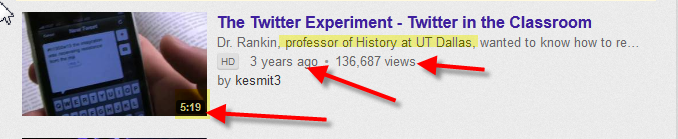 The Twitter Experiment - Twitter in the Classroom
Dr. Rankin, professor of History at UT Dallas, wanted to know how to re...
HD 3 years ago • 136,687 views
by kesmit3
5:19